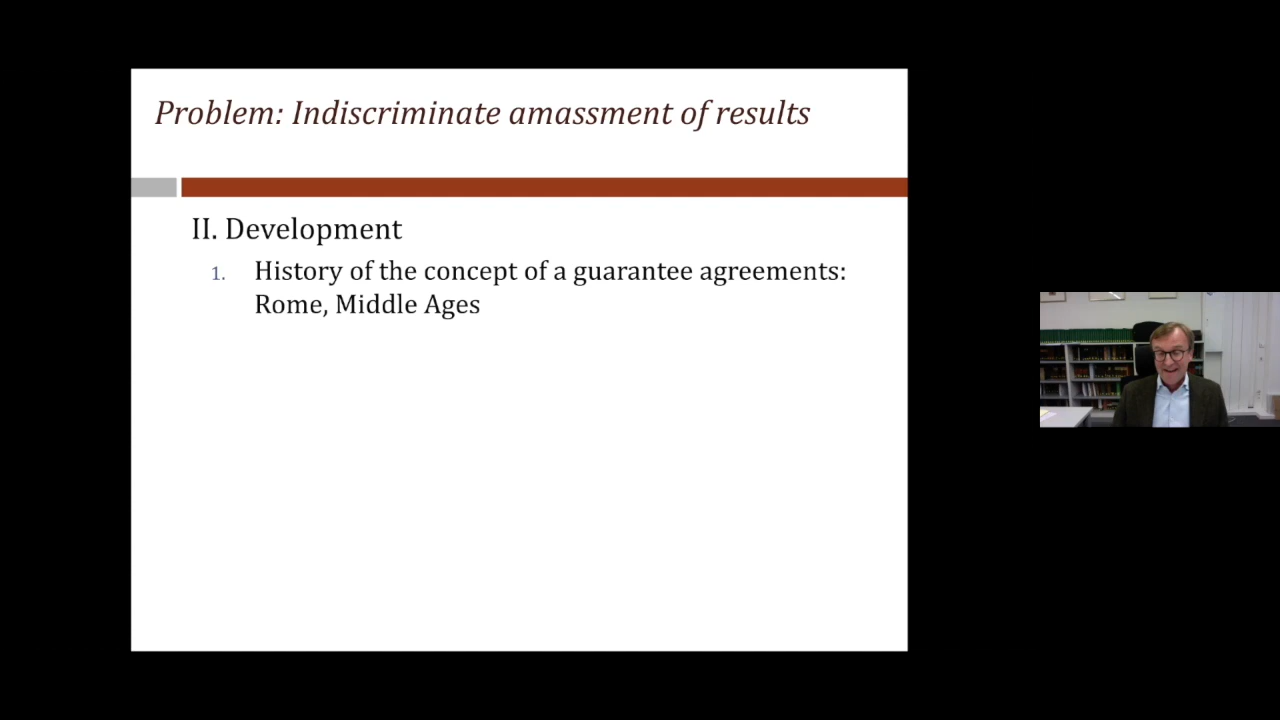 Problem: Indiscriminate amassment of results
II. Development
1. History of the concept of a guarantee agreements:
Rome, Middle Ages